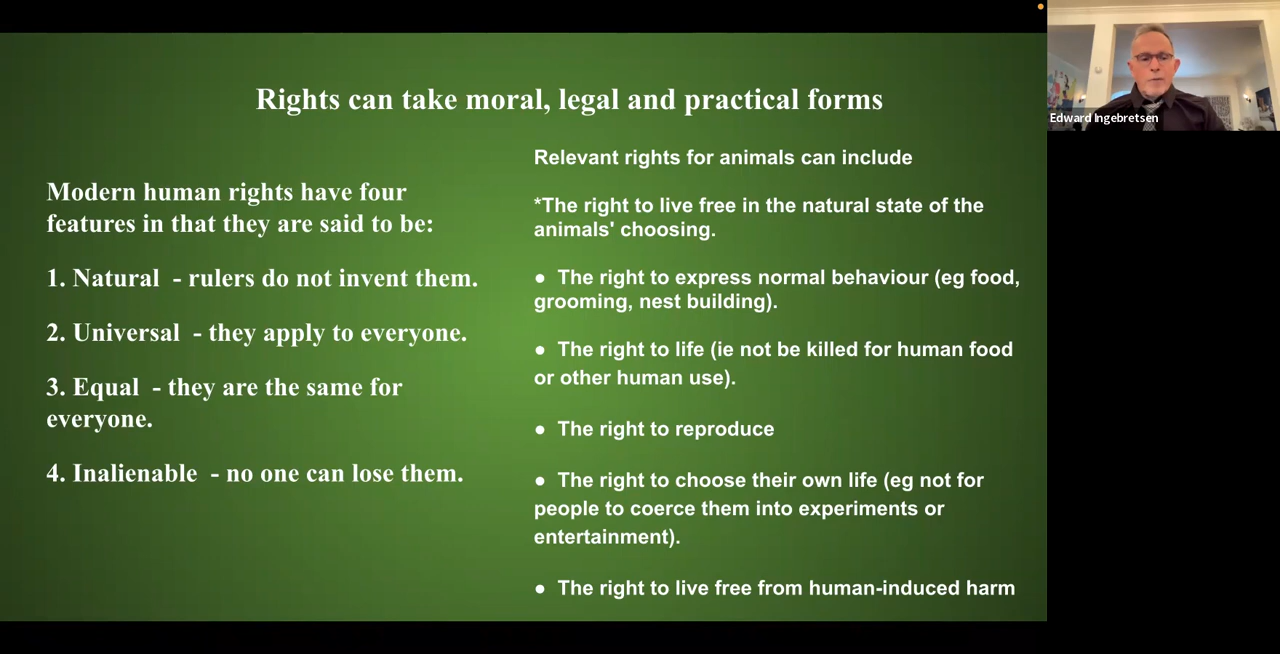 Rights can take moral, legal and practical forms
Modern human rights have four
features in that they are said to be:
1. Natural - rulers do not invent them.
2. Universal - they apply to everyone.
3. Equal - they are the same for
everyone.
4. Inalienable - no one can lose them.
Relevant rights for animals can include
*The right to live free in the natural state of the
animals' choosing.
● The right to express normal behaviour (eg food,
grooming, nest building).
● The right to life (ie not be killed for human food
or other human use).
● The right to reproduce
● The right to choose their own life (eg not for
people to coerce them into experiments or
entertainment).
● The right to live free from human-induced harm
Edward Ingebretsen